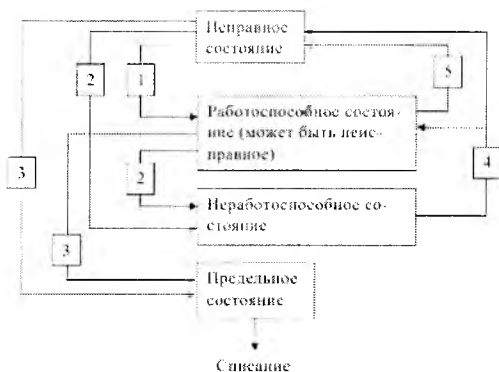 Неправное
состояние
2
1
5
Работоспособное состоя-
ние (может быть неис-
правное)
3
2
4
Неработоспособное со-
стояние
3
Предельное
состояние
Списание